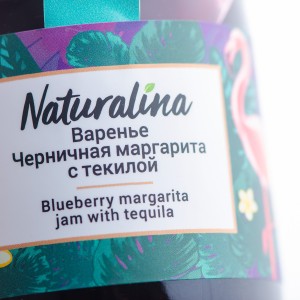 Naturalina
Варенье
Черничная маргарита
с текилой
Blueberry margarita
jam with tequila